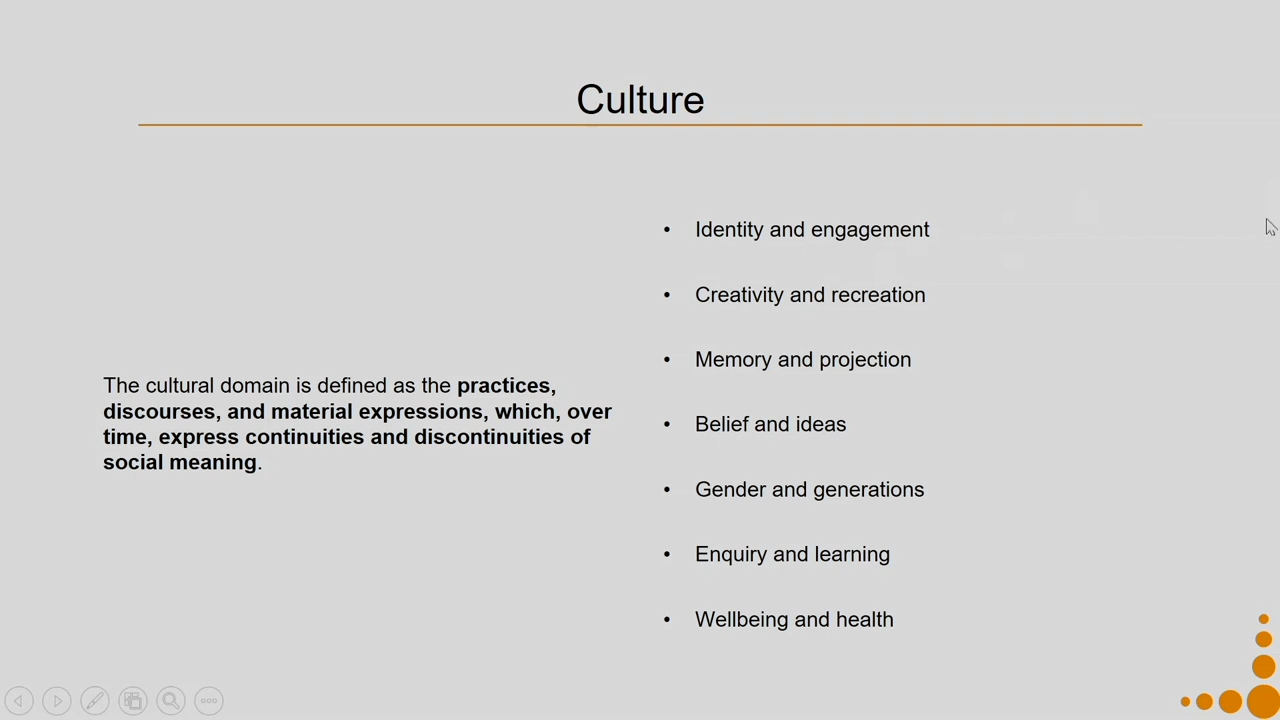 Culture
The cultural domain is defined as the practices,
discourses, and material expressions, which, over
time, express continuities and discontinuities of
social meaning.
• Identity and engagement
• Creativity and recreation
• Memory and projection
• Belief and ideas
• Gender and generations
• Enquiry and learning
• Wellbeing and health